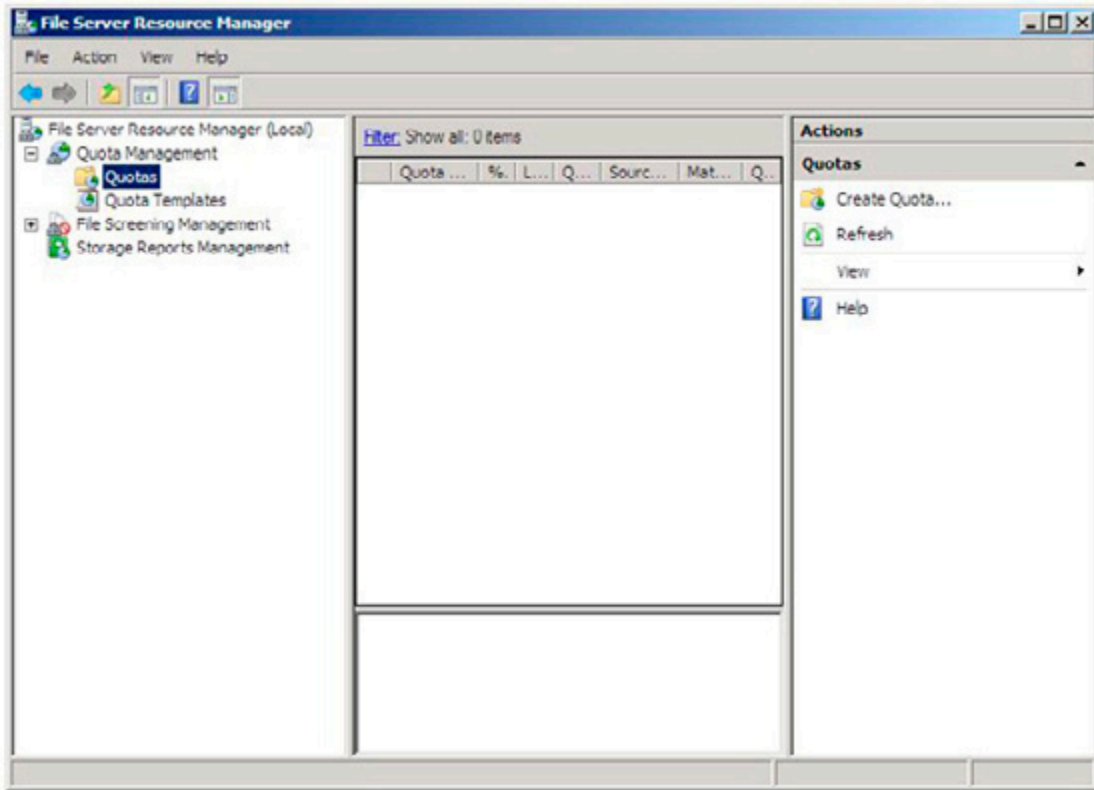 File Server Resource Manager
File Action View Help
File Server Resource Manager (Local)
Quota Management
Quotas
Quota Templates
File Screening Management
Storage Reports Management
Filter: Show all: 0 items
Quota ... %. L... Q... Sourc... Mat... Q..
Actions
Quotas
Create Quota...
Refresh
View
Help